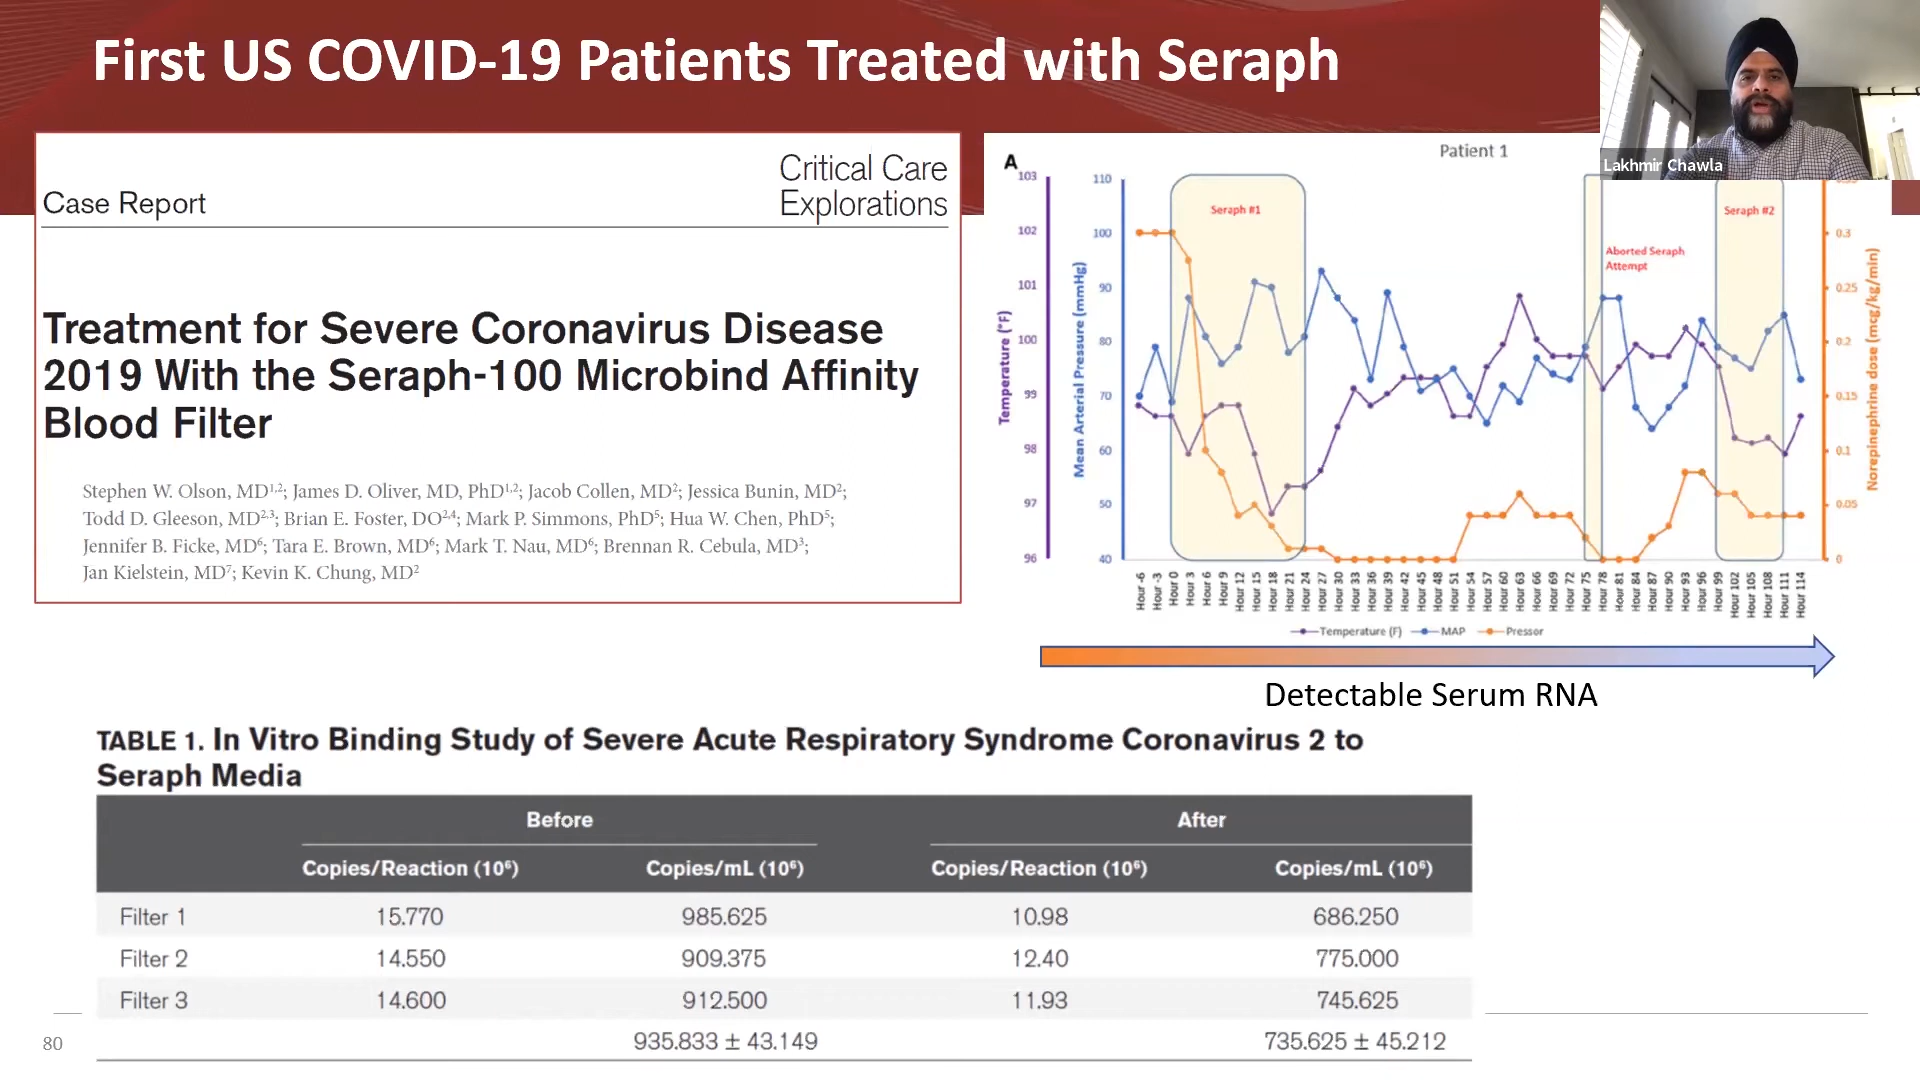 First US COVID-19 Patients Treated with Seraph
Lakhmir Chawla
Case Report
Critical Care
Explorations
Treatment for Severe Coronavirus Disease
2019 With the Seraph-100 Microbind Affinity
Blood Filter
Stephen W. Olson, MD1,2; James D. Oliver, MD, PhD1,2; Jacob Collen, MD2; Jessica Bunin, MD2;
Todd D. Gleeson, MD2,3; Brian E. Foster, DO2,4; Mark P. Simmons, PhD5; Hua W. Chen, PhD5;
Jennifer B. Ficke, MD6; Tara E. Brown, MD6; Mark T. Nau, MD6; Brennan R. Cebula, MD3;
Jan Kielstein, MD7; Kevin K. Chung, MD2
A
Patient 1
Temperature (°F)
103
102
101
100
99
98
97
96
Mean Arterial Pressure (mmHg)
110
100
90
80
70
60
50
40
Seraph #1
Aborted Seraph
Attempt
Seraph #2
0.3
0.25
0.2
0.15
0.1
0.05
0
Norepinephrine dose (mcg/kg/min)
Hour -6
Hour -3
Hour 0
Hour 3
Hour 6
Hour 9
Hour 12
Hour 15
Hour 18
Hour 21
Hour 24
Hour 27
Hour 30
Hour 33
Hour 36
Hour 39
Hour 42
Hour 45
Hour 48
Hour 51
Hour 54
Hour 57
Hour 60
Hour 63
Hour 66
Hour 69
Hour 72
Hour 75
Hour 78
Hour 81
Hour 84
Hour 87
Hour 90
Hour 93
Hour 96
Hour 99
Hour 102
Hour 105
Hour 108
Hour 111
Hour 114
Temperature (F) MAP Pressor
Detectable Serum RNA
TABLE 1. In Vitro Binding Study of Severe Acute Respiratory Syndrome Coronavirus 2 to
Seraph Media
Before After
Copies/Reaction (10⁶) Copies/mL (10⁶) Copies/Reaction (10⁶) Copies/mL (10⁶)
Filter 1 15.770 985.625 10.98 686.250
Filter 2 14.550 909.375 12.40 775.000
Filter 3 14.600 912.500 11.93 745.625
935.833 ± 43.149 735.625 ± 45.212
80